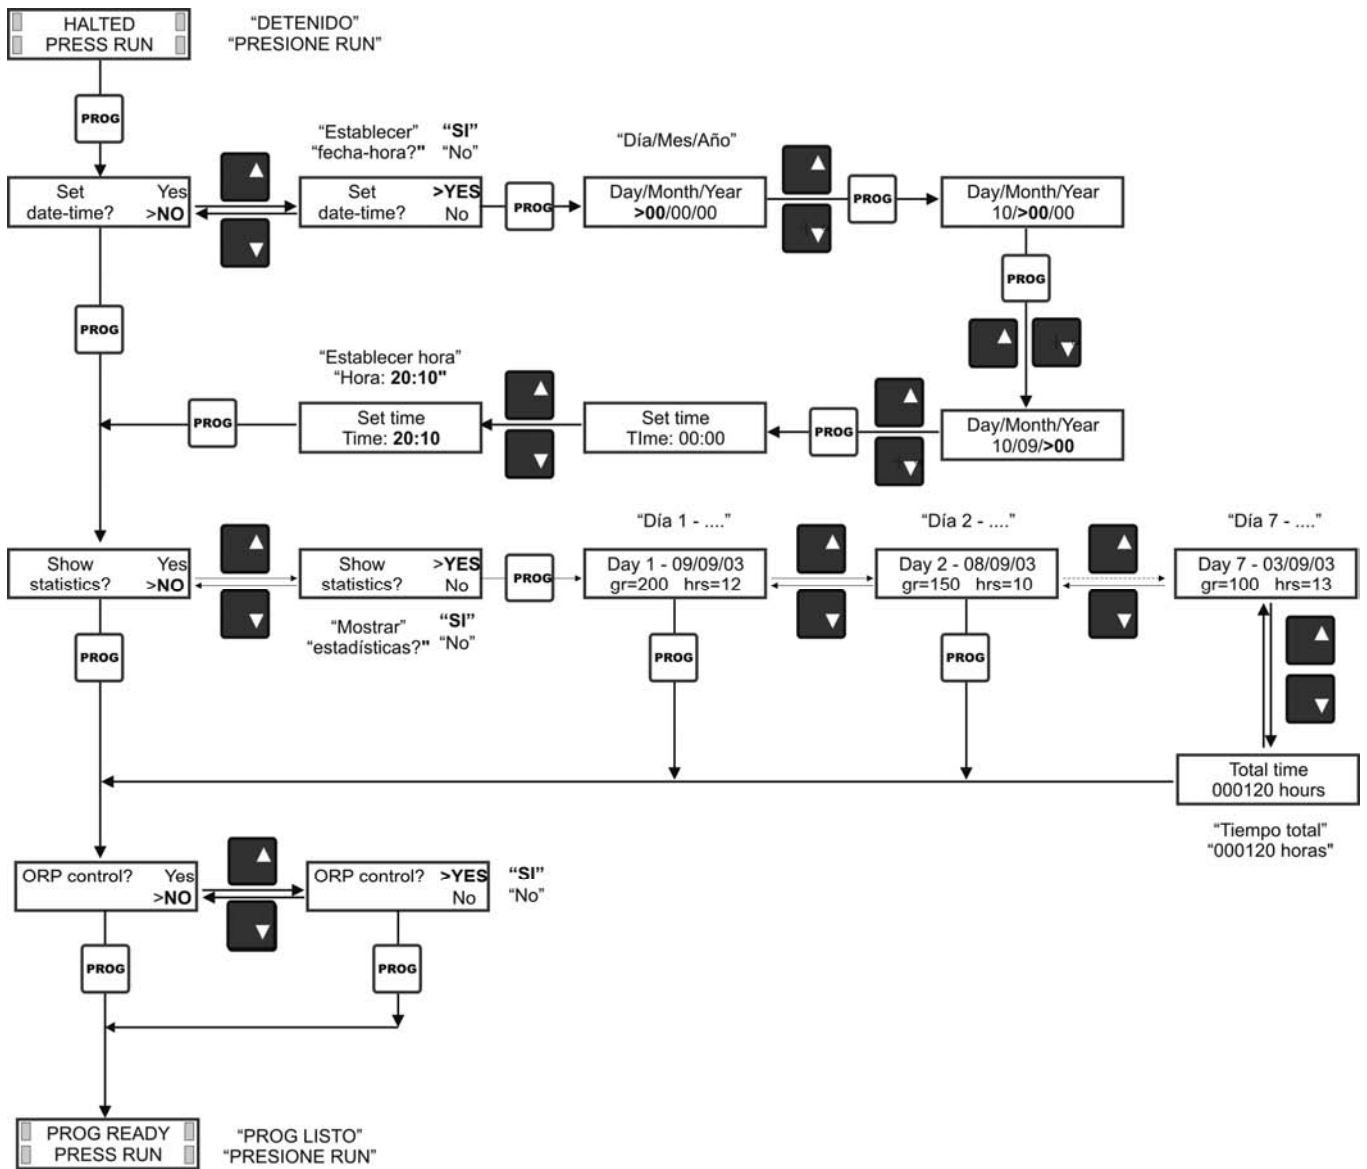 HALTED
PRESS RUN
“DETENIDO”
“PRESIONE RUN”
PROG
“Establecer” “SI”
“fecha-hora?" “No”
“Día/Mes/Año”
Set Yes
date-time? >NO
Set >YES
date-time? No
PROG
Day/Month/Year
>00/00/00
PROG
Day/Month/Year
10/>00/00
PROG
PROG
“Establecer hora”
“Hora: 20:10"
PROG
Set time
Time: 20:10
Set time
TIme: 00:00
PROG
Day/Month/Year
10/09/>00
“Día 1 - ....”
“Día 2 - ....”
“Día 7 - ....”
Show Yes
statistics? >NO
Show >YES
statistics? No
PROG
Day 1 - 09/09/03
gr=200 hrs=12
Day 2 - 08/09/03
gr=150 hrs=10
Day 7 - 03/09/03
gr=100 hrs=13
“Mostrar” “SI”
“estadísticas?" “No”
PROG
PROG
PROG
Total time
000120 hours
“Tiempo total”
“000120 horas"
ORP control? Yes
>NO
ORP control? >YES
No
“SI”
“No”
PROG
PROG
PROG READY
PRESS RUN
“PROG LISTO”
“PRESIONE RUN”